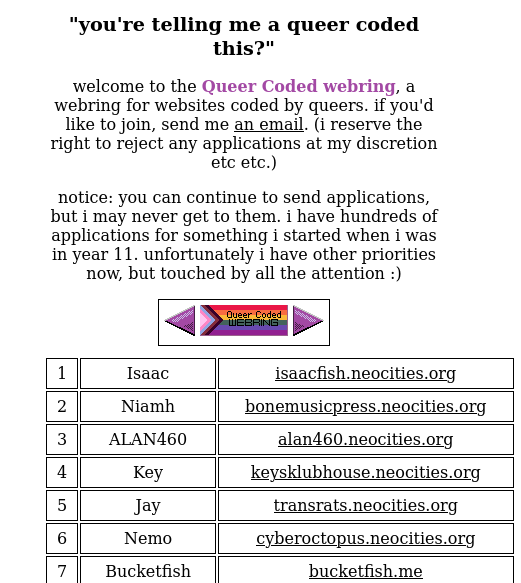 "you're telling me a queer coded
this?"
welcome to the Queer Coded webring, a
webring for websites coded by queers. if you'd
like to join, send me an email. (i reserve the
right to reject any applications at my discretion
etc etc.)
notice: you can continue to send applications,
but i may never get to them. i have hundreds of
applications for something i started when i was
in year 11. unfortunately i have other priorities
now, but touched by all the attention :)
Queer Coded
WEBRING
1 Isaac isaacfish.neocities.org
2 Niamh bonemusicpress.neocities.org
3 ALAN460 alan460.neocities.org
4 Key keysklubhouse.neocities.org
5 Jay transrats.neocities.org
6 Nemo cyberoctopus.neocities.org
7 Bucketfish bucketfish.me